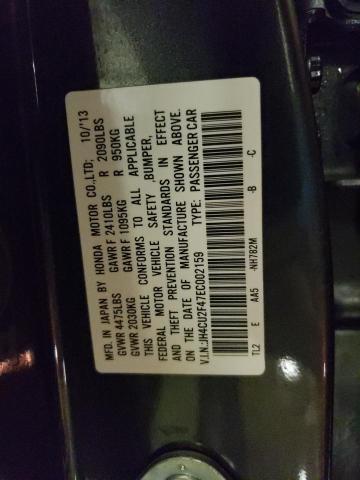 MFD. IN JAPAN BY HONDA MOTOR CO.,LTD; 10/'13
GVWR 4475LBS GAWR F 2410LBS R 2090LBS
GVWR 2030KG GAWR F 1095KG R 950KG
THIS VEHICLE CONFORMS TO ALL APPLICABLE
FEDERAL MOTOR VEHICLE SAFETY, BUMPER,
AND THEFT PREVENTION STANDARDS IN EFFECT
ON THE DATE OF MANUFACTURE SHOWN ABOVE.
V.I.N.:JH4CU2F47EC002159 TYPE: PASSENGER CAR
TL2 E AA5 -NH782M -B -C